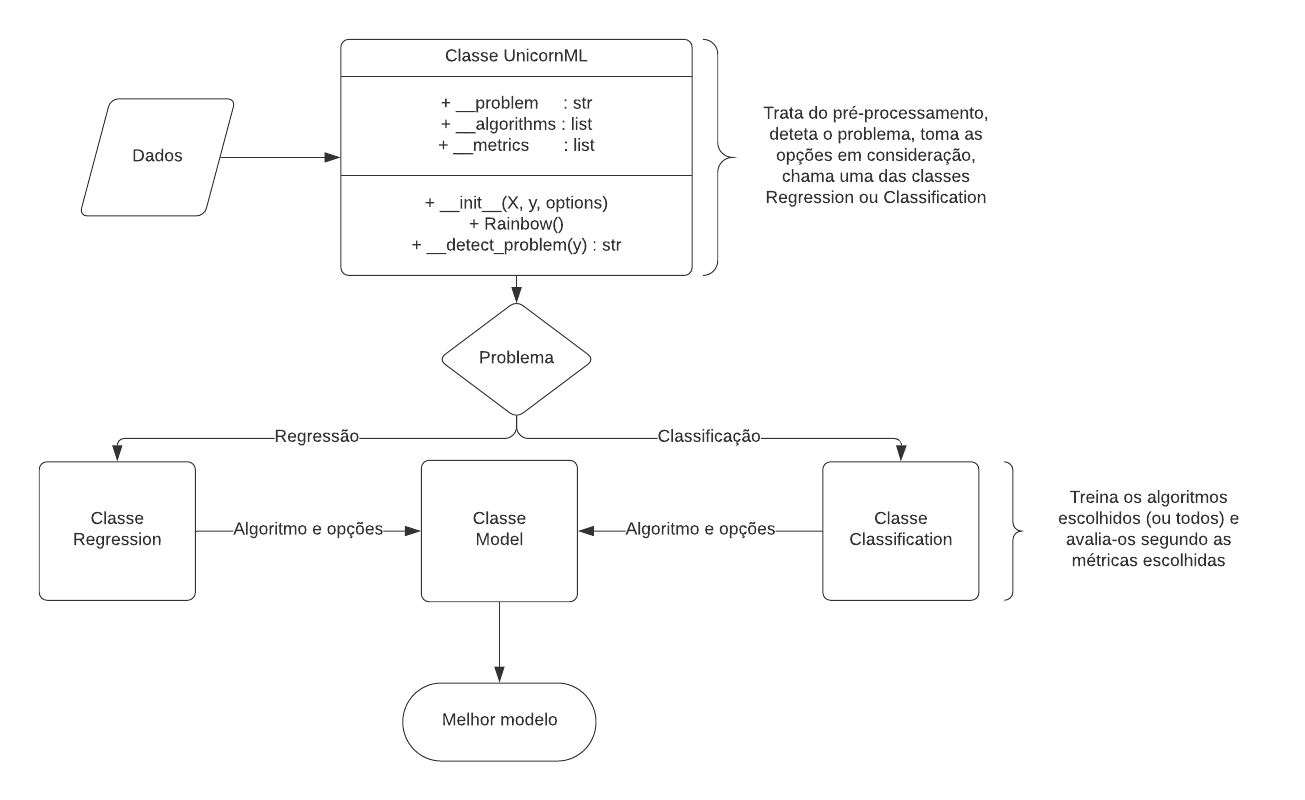 Classe UnicornML
+ __problem : str
+ __algorithms : list
+ __metrics : list
+ __init__(X, y, options)
+ Rainbow()
+ __detect_problem(y) : str
Dados
Trata do pré-processamento,
deteta o problema, toma as
opções em consideração,
chama uma das classes
Regression ou Classification
Problema
Regressão
Classificação
Classe
Regression
Algoritmo e opções
Classe
Model
Algoritmo e opções
Classe
Classification
Treina os algoritmos
escolhidos (ou todos) e
avalia-os segundo as
métricas escolhidas
Melhor modelo